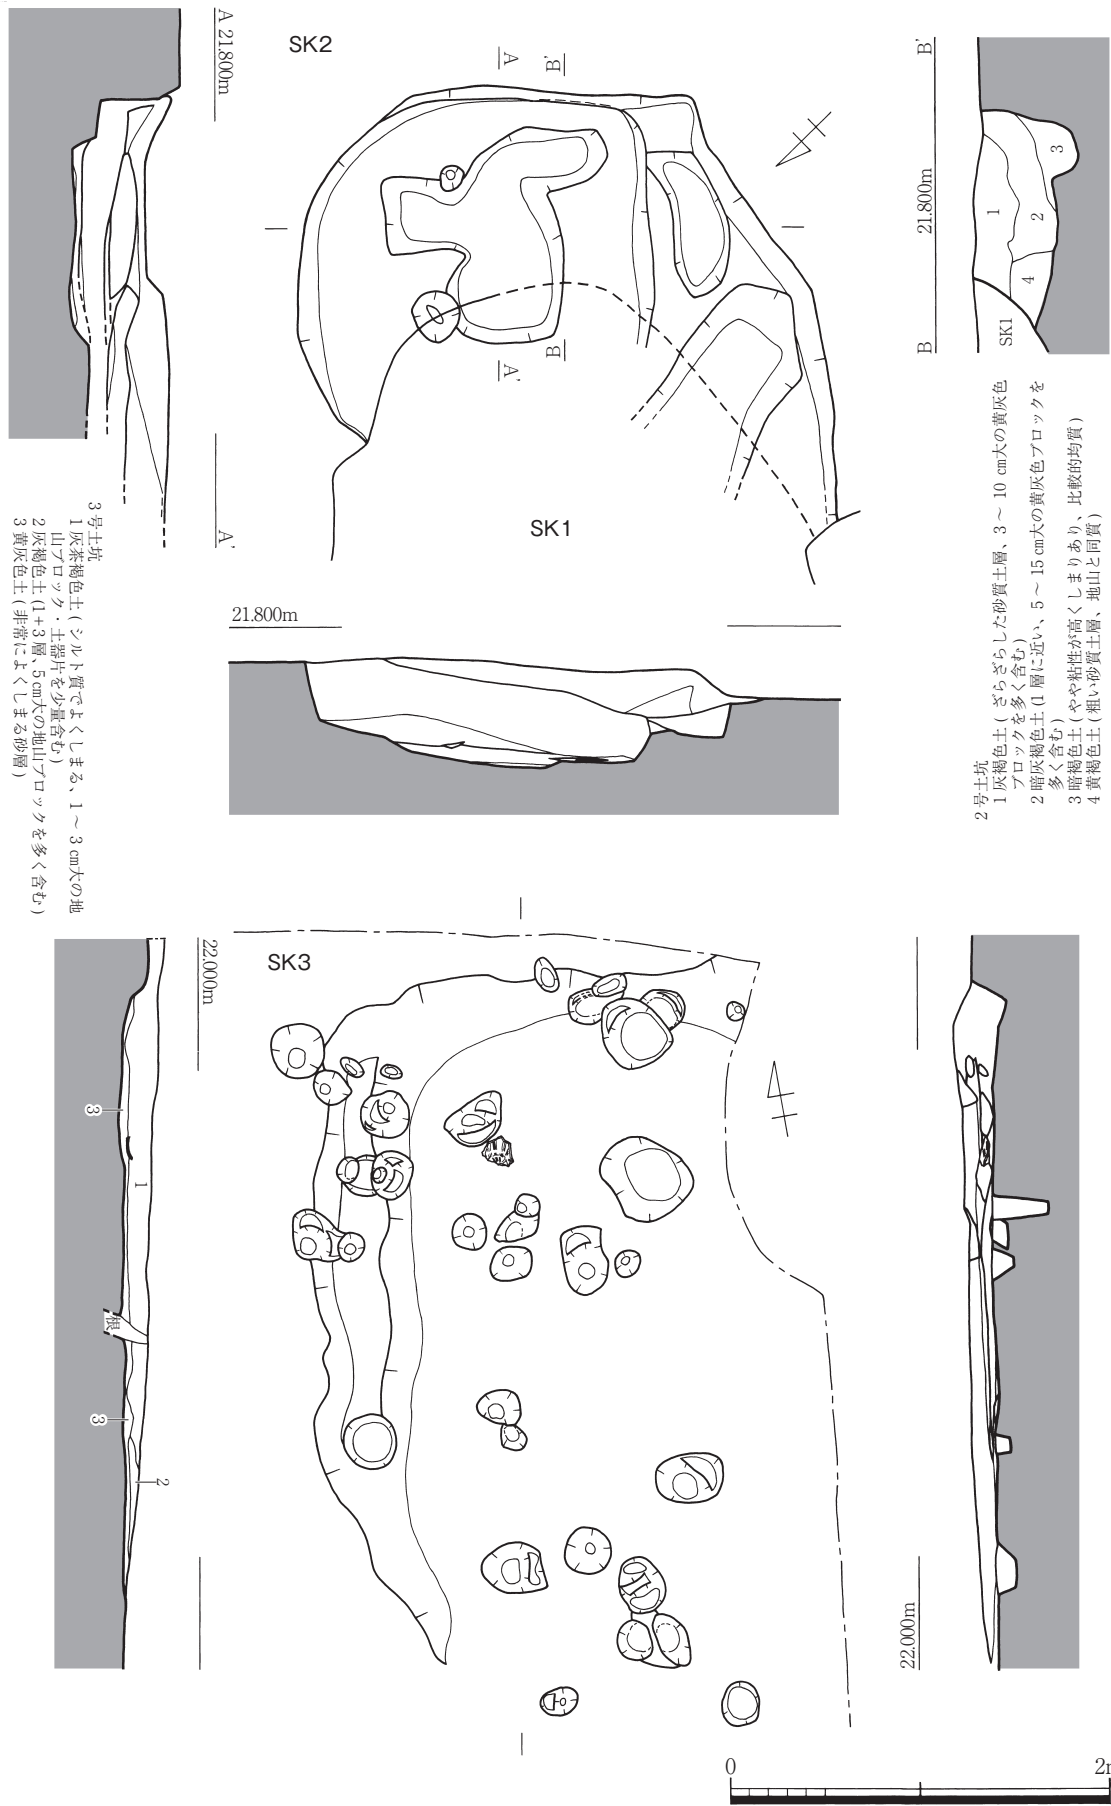 SK2
A 21.800m
A
B'
B'
21.800m
B
1
2
3
4
SK1
B
A'
A'
SK1
21.800m
2号土坑
1 灰褐色土 ( ざらざらした砂質土層、3 ~ 10 ㎝大の黄灰色
ブロックを多く含む)
2 暗灰褐色土 (1 層に近い、5 ~ 15 ㎝大の黄灰色ブロックを
多く含む)
3 暗褐色土 ( やや粘性が高くしまりあり、比較的均質 )
4 黄褐色土 ( 粗い砂質土層、地山と同質 )
3号土坑
1 灰茶褐色土 ( シルト質でよくしまる、1 ~ 3 ㎝大の地
山ブロック・土器片を少量含む)
2 灰褐色土 (1+3 層、5 ㎝大の地山ブロックを多く含む )
3 黄灰色土 ( 非常によくしまる砂層 )
SK3
22.000m
3
1
根
3
2
22.000m
0
2